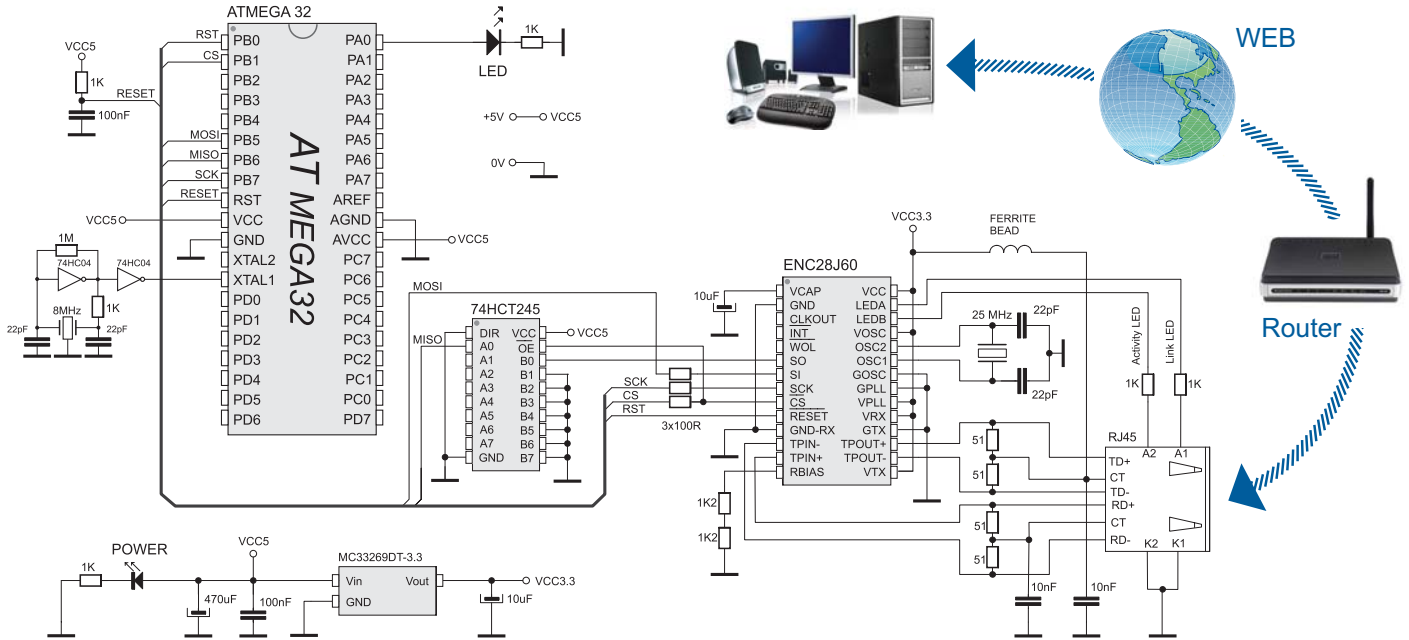 ATMEGA 32
VCC5
1K
RESET
100nF
RST
CS
MOSI
MISO
SCK
RESET
VCC5
PB0
PB1
PB2
PB3
PB4
PB5
PB6
PB7
RST
VCC
GND
XTAL2
XTAL1
PD0
PD1
PD2
PD3
PD4
PD5
PD6
AT MEGA32
PA0
PA1
PA2
PA3
PA4
PA5
PA6
PA7
AREF
AGND
AVCC
PC7
PC6
PC5
PC4
PC3
PC2
PC1
PC0
PD7
LED
1K
+5V
VCC5
0V
VCC5
1M
74HC04
74HC04
1K
8MHz
22pF
22pF
MOSI
MISO
74HCT245
DIR
A0
A1
A2
A3
A4
A5
A6
A7
GND
VCC
OE
B0
B1
B2
B3
B4
B5
B6
B7
VCC5
SCK
CS
RST
3x100R
10uF
ENC28J60
VCAP
GND
CLKOUT
INT
WOL
SO
SI
SCK
CS
RESET
GND-RX
TPIN-
TPIN+
RBIAS
VCC
LEDA
LEDB
VOSC
OSC2
OSC1
GOSC
GPLL
VPLL
VRX
GTX
TPOUT+
TPOUT-
VTX
VCC3.3
FERRITE
BEAD
25 MHz
22pF
22pF
1K2
1K2
51
51
51
51
Activity LED
Link LED
1K
1K
RJ45
A2
A1
TD+
CT
TD-
RD+
CT
RD-
K2
K1
10nF
10nF
WEB
Router
POWER
1K
VCC5
470uF
100nF
MC33269DT-3.3
Vin
Vout
GND
VCC3.3
10uF